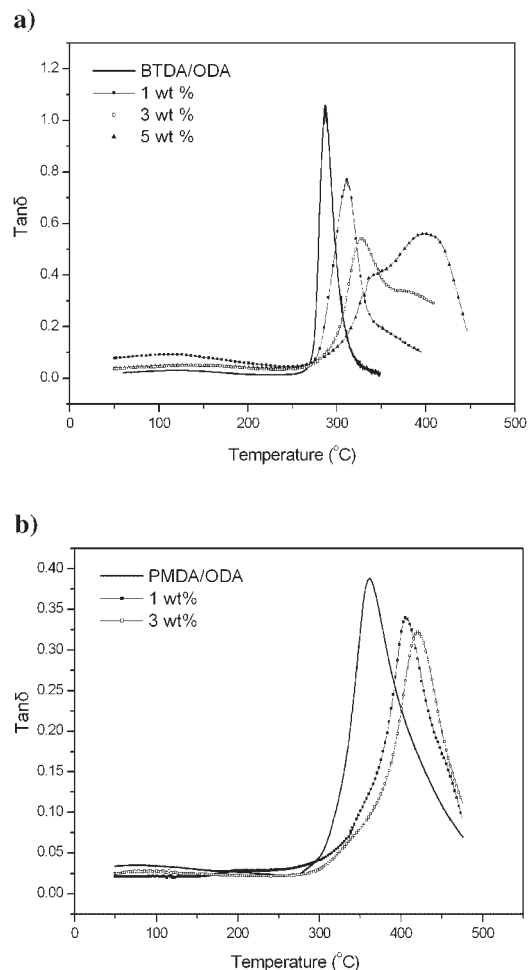 a)
BTDA/ODA
1 wt %
3 wt %
5 wt %
1.2
1.0
0.8
0.6
0.4
0.2
0.0
Tanδ
0 100 200 300 400 500
Temperature (°C)
b)
PMDA/ODA
1 wt%
3 wt%
0.40
0.35
0.30
0.25
0.20
0.15
0.10
0.05
0.00
Tanδ
0 100 200 300 400 500
Temperature (°C)